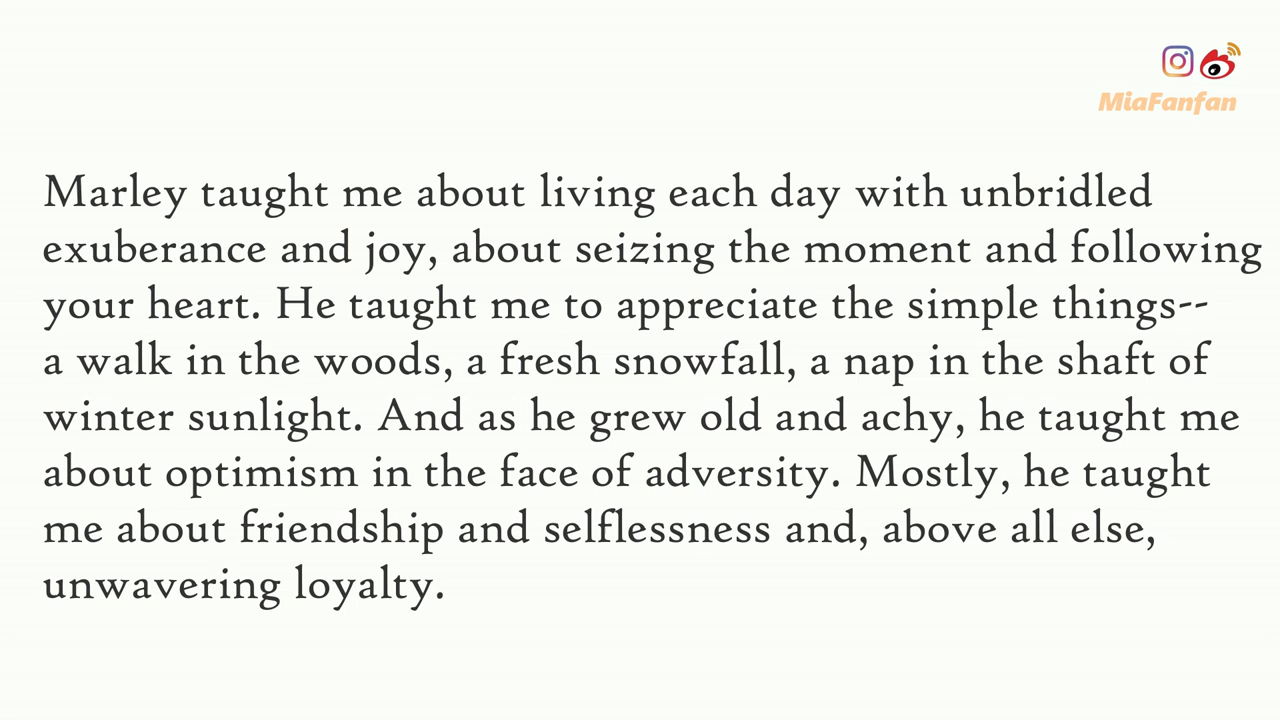 MiaFanfan
Marley taught me about living each day with unbridled
exuberance and joy, about seizing the moment and following
your heart. He taught me to appreciate the simple things--
a walk in the woods, a fresh snowfall, a nap in the shaft of
winter sunlight. And as he grew old and achy, he taught me
about optimism in the face of adversity. Mostly, he taught
me about friendship and selflessness and, above all else,
unwavering loyalty.